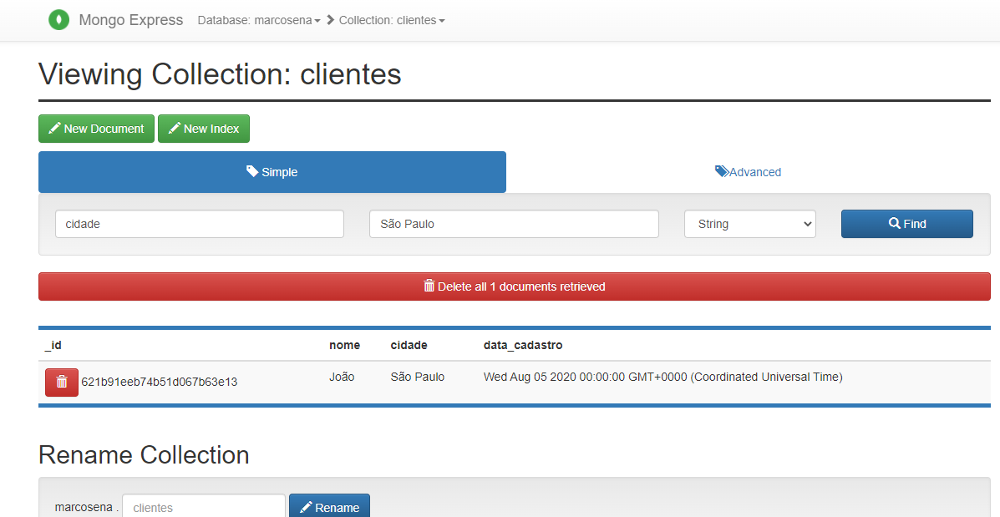 Mongo Express Database: marcosena Collection: clientes
Viewing Collection: clientes
New Document New Index
Simple Advanced
cidade São Paulo String Find
Delete all 1 documents retrieved
_id nome cidade data_cadastro
621b91eeb74b51d067b63e13 João São Paulo Wed Aug 05 2020 00:00:00 GMT+0000 (Coordinated Universal Time)
Rename Collection
marcosena . clientes Rename